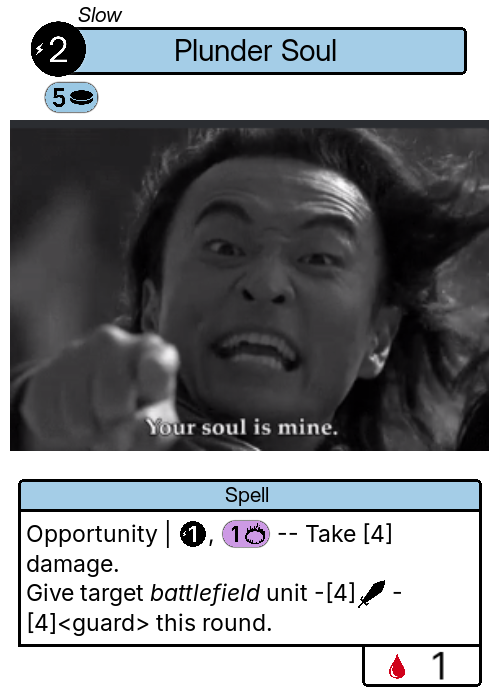 Slow
2
Plunder Soul
5
Your soul is mine.
Spell
Opportunity | 1, 1 -- Take [4]
damage.
Give target battlefield unit -[4] -
[4]<guard> this round.
1